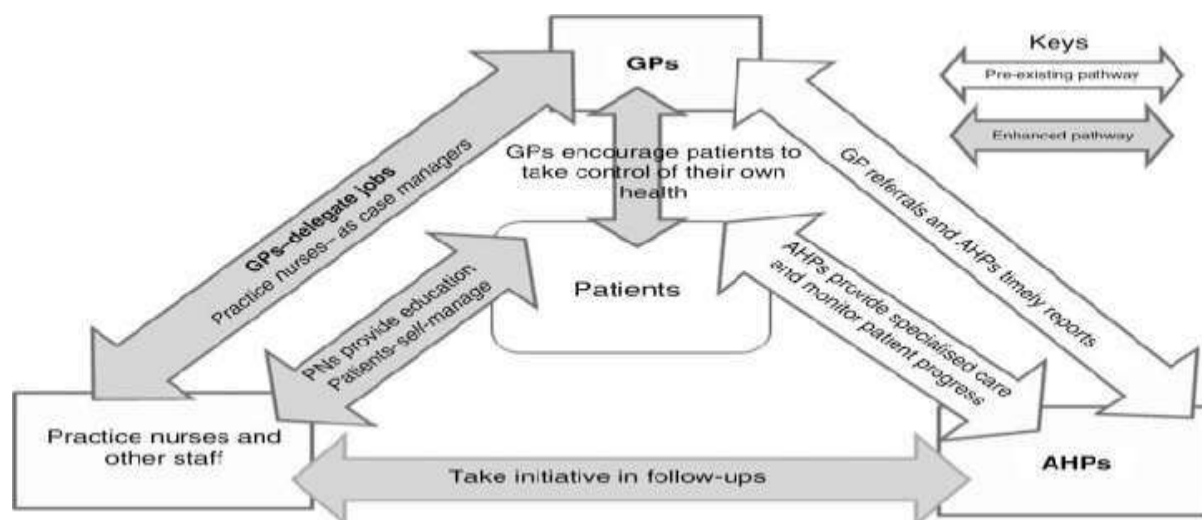 GPs
Keys
Pre-existing pathway
Enhanced pathway
GPs encourage patients to
take control of their own
health
GPs–delegate jobs
Practice nurses– as case managers
GP referrals and AHPs timely reports
PNs provide education
Patients-self-manage
Patients
AHPs provide specialised care
and monitor patient progress
Practice nurses and
other staff
Take initiative in follow-ups
AHPs